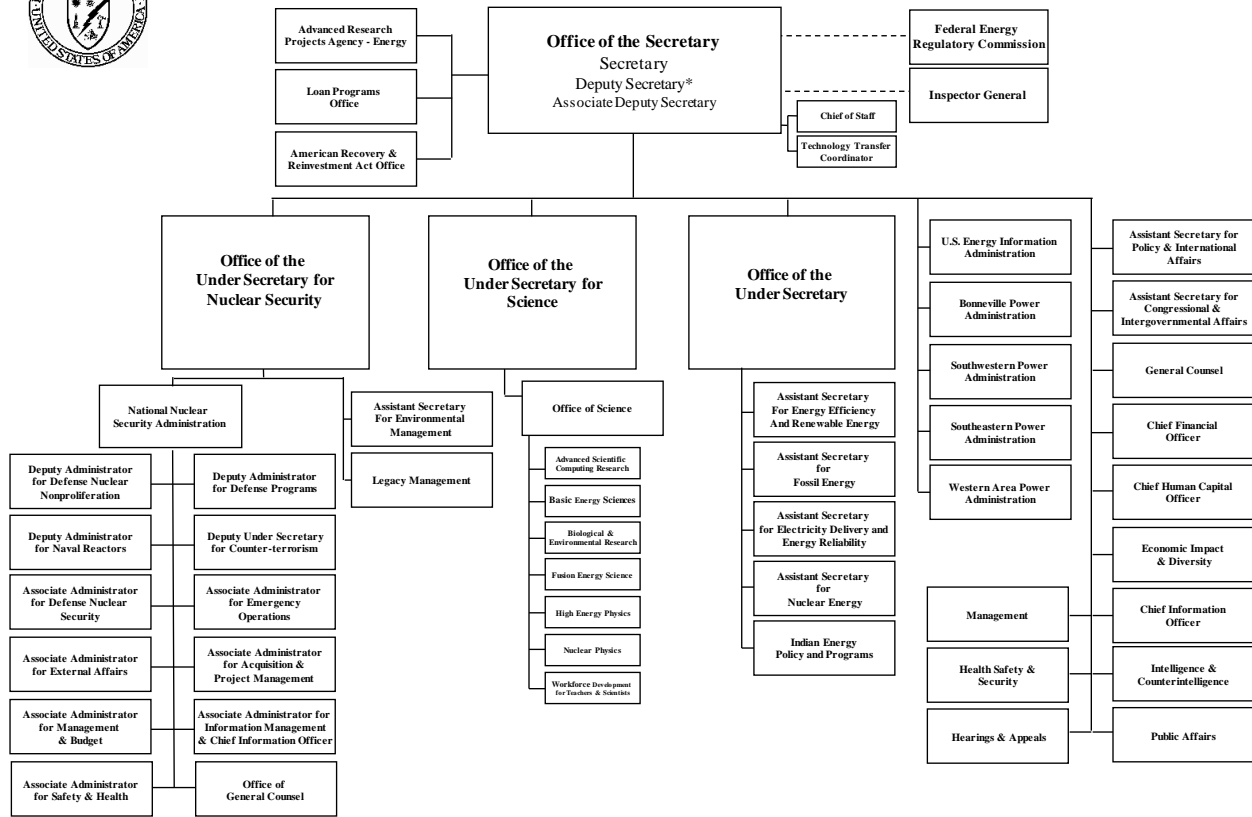 UNITED STATES OF AMERICA
Advanced Research
Projects Agency - Energy
Loan Programs
Office
American Recovery &
Reinvestment Act Office
Office of the Secretary
Secretary
Deputy Secretary*
Associate Deputy Secretary
Federal Energy
Regulatory Commission
Inspector General
Chief of Staff
Technology Transfer
Coordinator
Office of the
Under Secretary for
Nuclear Security
Office of the
Under Secretary for
Science
Office of the
Under Secretary
National Nuclear
Security Administration
Assistant Secretary
For Environmental
Management
Legacy Management
Deputy Administrator
for Defense Nuclear
Nonproliferation
Deputy Administrator
for Defense Programs
Deputy Administrator
for Naval Reactors
Deputy Under Secretary
for Counter-terrorism
Associate Administrator
for Defense Nuclear
Security
Associate Administrator
for Emergency
Operations
Associate Administrator
for External Affairs
Associate Administrator
for Acquisition &
Project Management
Associate Administrator
for Management
& Budget
Associate Administrator for
Information Management
& Chief Information Officer
Associate Administrator
for Safety & Health
Office of
General Counsel
Office of Science
Advanced Scientific
Computing Research
Basic Energy Sciences
Biological &
Environmental Research
Fusion Energy Science
High Energy Physics
Nuclear Physics
Workforce Development
for Teachers & Scientists
Assistant Secretary
For Energy Efficiency
And Renewable Energy
Assistant Secretary
for
Fossil Energy
Assistant Secretary
for Electricity Delivery and
Energy Reliability
Assistant Secretary
for
Nuclear Energy
Indian Energy
Policy and Programs
U.S. Energy Information
Administration
Bonneville Power
Administration
Southwestern Power
Administration
Southeastern Power
Administration
Western Area Power
Administration
Management
Health Safety &
Security
Hearings & Appeals
Assistant Secretary for
Policy & International
Affairs
Assistant Secretary for
Congressional &
Intergovernmental Affairs
General Counsel
Chief Financial
Officer
Chief Human Capital
Officer
Economic Impact
& Diversity
Chief Information
Officer
Intelligence &
Counterintelligence
Public Affairs